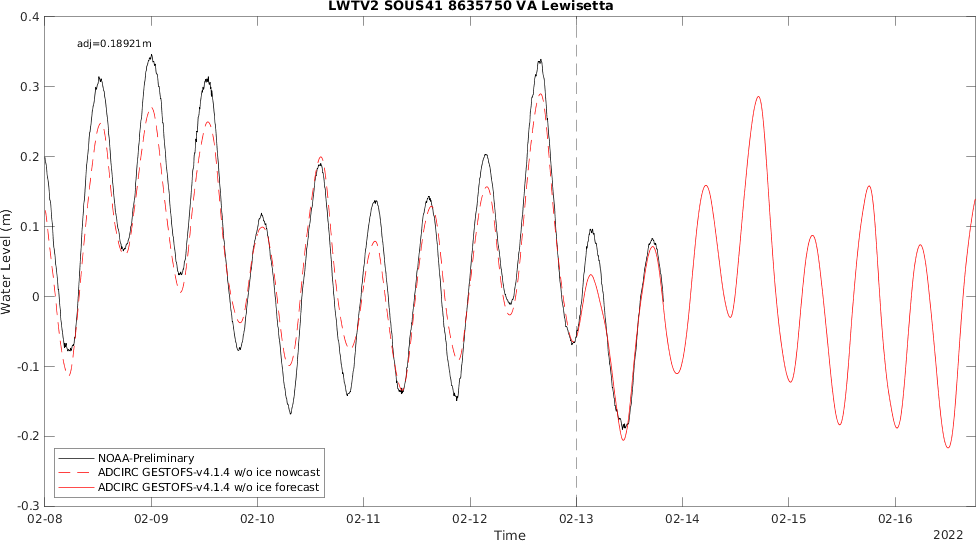 LWTV2 SOUS41 8635750 VA Lewisetta
adj=0.18921m
0.4
0.3
0.2
0.1
0
-0.1
-0.2
-0.3
Water Level (m)
NOAA-Preliminary
ADCIRC GESTOFS-v4.1.4 w/o ice nowcast
ADCIRC GESTOFS-v4.1.4 w/o ice forecast
02-08 02-09 02-10 02-11 02-12 02-13 02-14 02-15 02-16
Time
2022